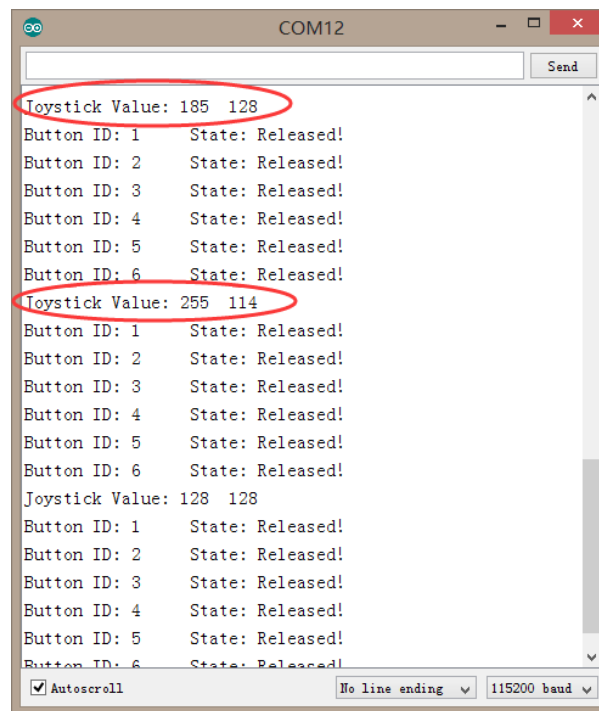 COM12
Send
Joystick Value: 185 128
Button ID: 1 State: Released!
Button ID: 2 State: Released!
Button ID: 3 State: Released!
Button ID: 4 State: Released!
Button ID: 5 State: Released!
Button ID: 6 State: Released!
Joystick Value: 255 114
Button ID: 1 State: Released!
Button ID: 2 State: Released!
Button ID: 3 State: Released!
Button ID: 4 State: Released!
Button ID: 5 State: Released!
Button ID: 6 State: Released!
Joystick Value: 128 128
Button ID: 1 State: Released!
Button ID: 2 State: Released!
Button ID: 3 State: Released!
Button ID: 4 State: Released!
Button ID: 5 State: Released!
Button ID: 6 State: Released!
Autoscroll No line ending 115200 baud